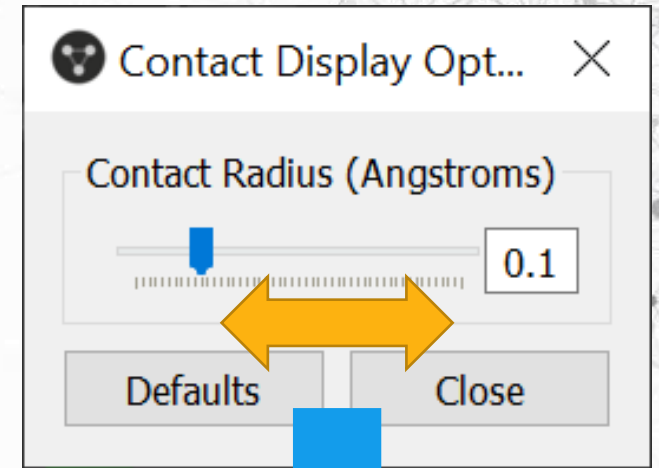 Contact Display Opt...
Contact Radius (Angstroms)
0.1
Defaults Close